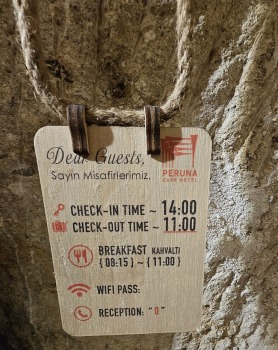 Dear Guests,
Sayın Misafirlerimiz,
PERUNA
CAVE HOTEL
CHECK-IN TIME ~ 14:00
CHECK-OUT TIME ~ 11:00
BREAKFAST KAHVALTI
{ 08:15 } ~ { 11:00 }
WIFI PASS:
RECEPTION: "0"